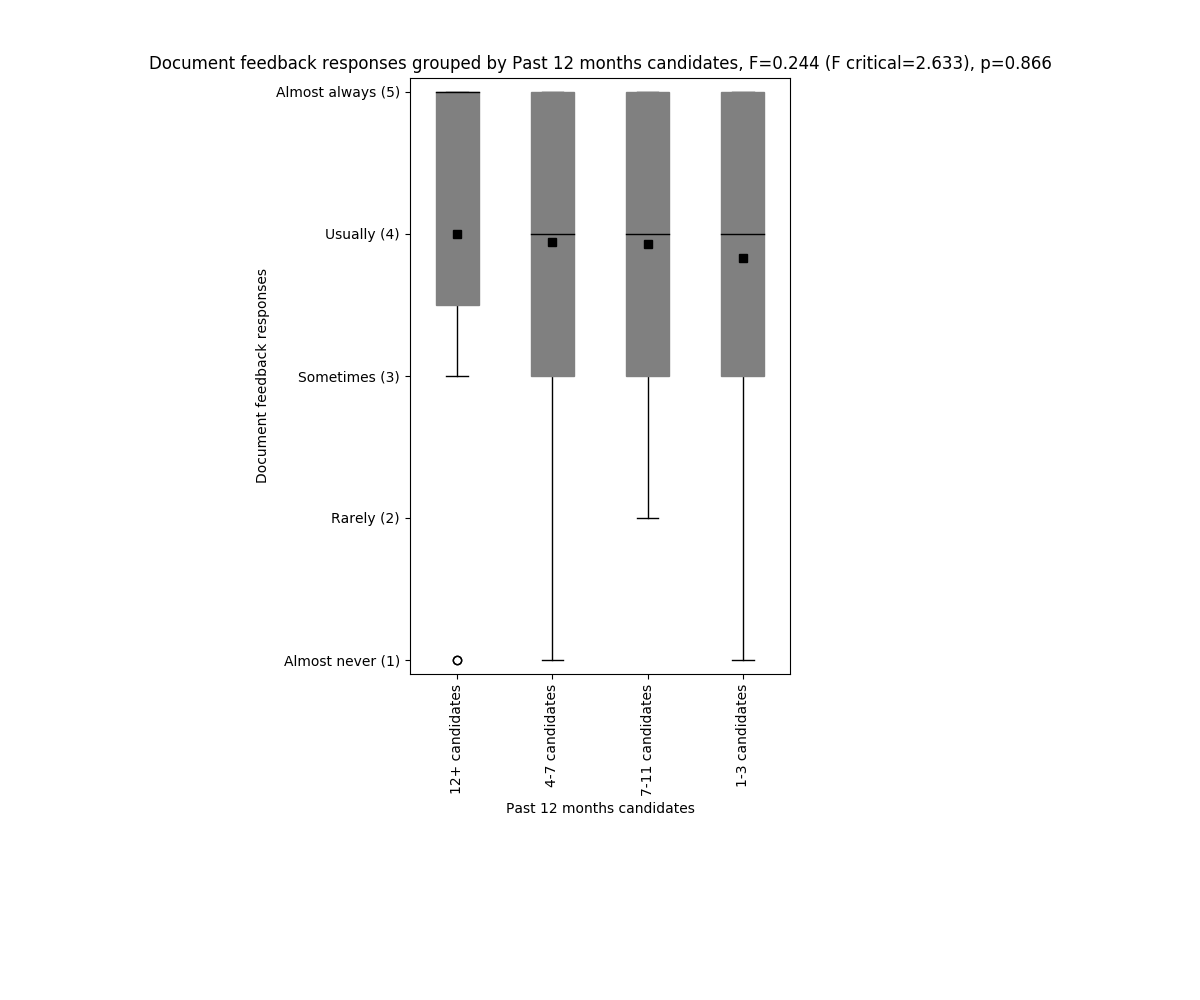 Document feedback responses grouped by Past 12 months candidates, F=0.244 (F critical=2.633), p=0.866
Almost always (5)
Usually (4)
Sometimes (3)
Rarely (2)
Almost never (1)
Document feedback responses
12+ candidates
4-7 candidates
7-11 candidates
1-3 candidates
Past 12 months candidates